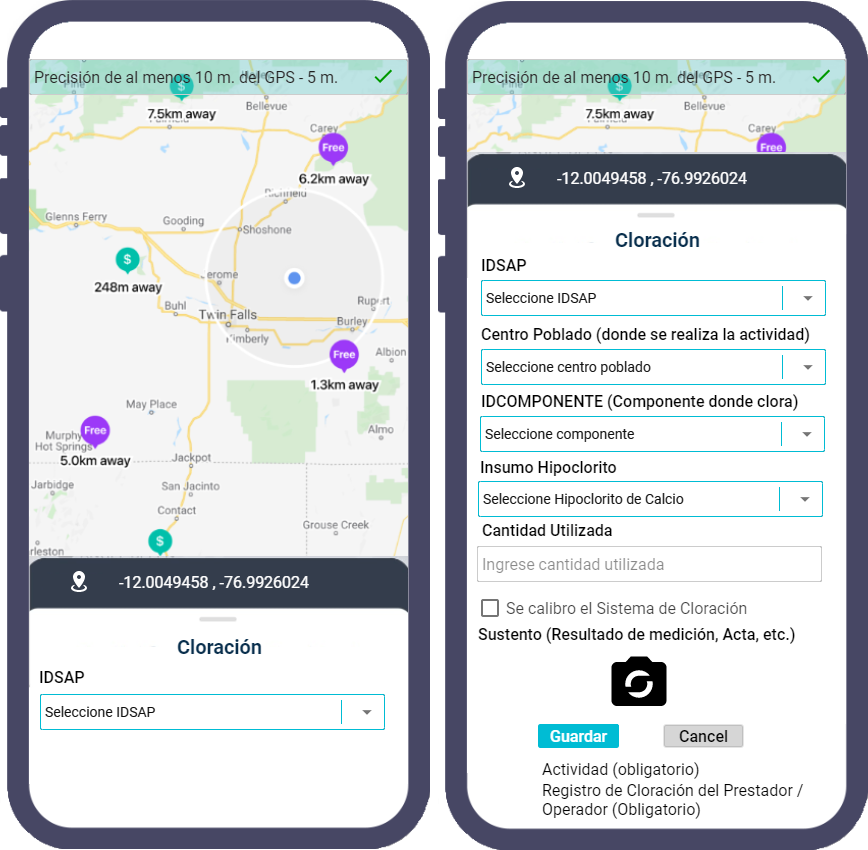 Precisión de al menos 10 m. del GPS - 5 m.
$
7.5km away
Bellevue
Carey
Free
6.2km away
Richfield
Glenns Ferry
Gooding
Shoshone
$
248m away
Jerome
Buhl
Twin Falls
Rupert
Burley
Kimberly
Free
Albion
1.3km away
May Place
Free
Murphy
Hot Springs
Almo
5.0km away
Jackpot
Jarbidge
San Jacinto
Contact
Grouse Creek
$
-12.0049458 , -76.9926024
Cloración
IDSAP
Seleccione IDSAP
Precisión de al menos 10 m. del GPS - 5 m.
$
7.5km away
Bellevue
Carey
Free
-12.0049458 , -76.9926024
Cloración
IDSAP
Seleccione IDSAP
Centro Poblado (donde se realiza la actividad)
Seleccione centro poblado
IDCOMPONENTE (Componente donde clora)
Seleccione componente
Insumo Hipoclorito
Seleccione Hipoclorito de Calcio
Cantidad Utilizada
Ingrese cantidad utilizada
Se calibro el Sistema de Cloración
Sustento (Resultado de medición, Acta, etc.)
Guardar
Cancel
Actividad (obligatorio)
Registro de Cloración del Prestador /
Operador (Obligatorio)